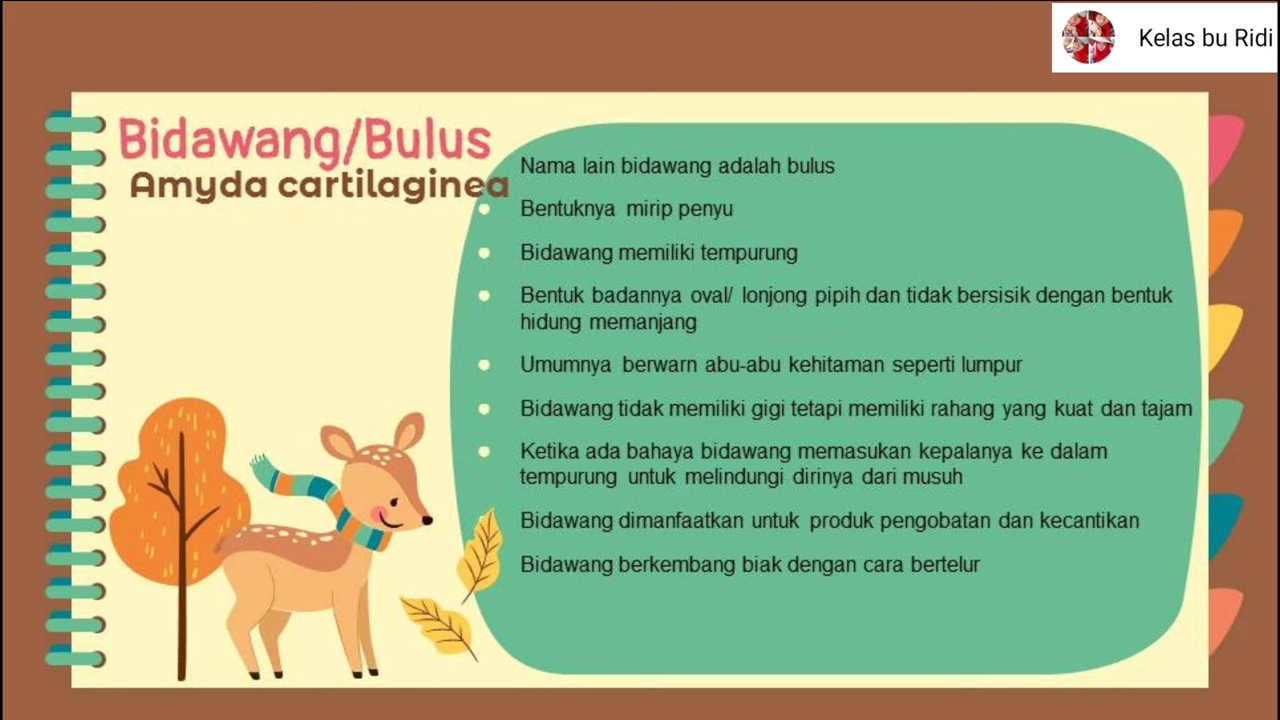 Kelas bu Ridi
Bidawang/Bulus
Amyda cartilaginea
Nama lain bidawang adalah bulus
Bentuknya mirip penyu
Bidawang memiliki tempurung
Bentuk badannya oval/ lonjong pipih dan tidak bersisik dengan bentuk
hidung memanjang
Umumnya berwarn abu-abu kehitaman seperti lumpur
Bidawang tidak memiliki gigi tetapi memiliki rahang yang kuat dan tajam
Ketika ada bahaya bidawang memasukan kepalanya ke dalam
tempurung untuk melindungi dirinya dari musuh
Bidawang dimanfaatkan untuk produk pengobatan dan kecantikan
Bidawang berkembang biak dengan cara bertelur